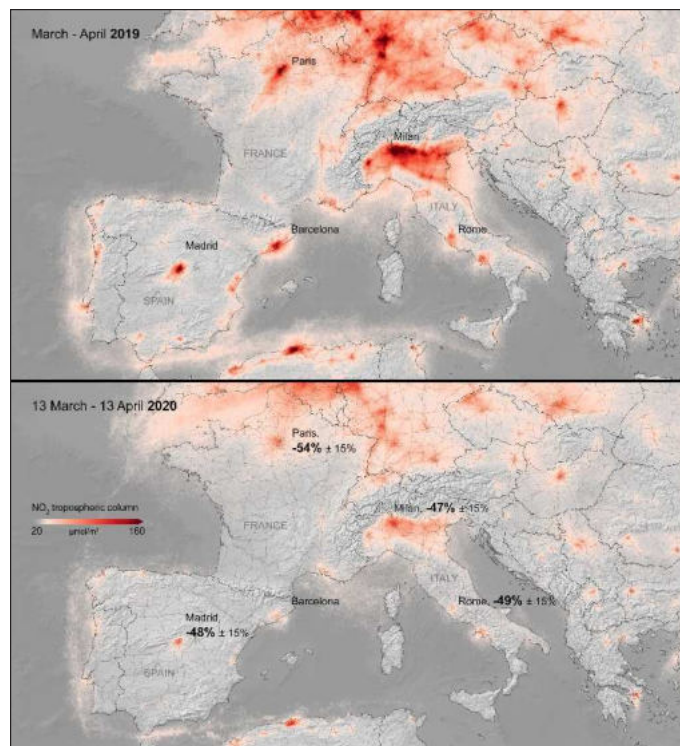 March - April 2019
Paris
FRANCE
Milan
ITALY
Barcelona
Rome
Madrid
SPAIN
13 March - 13 April 2020
Paris,
-54% ± 15%
NO₂ tropospheric column
20 µmol/m² 160
Milan, -47% ± 15%
FRANCE
ITALY
Barcelona
Rome, -49% ± 15%
Madrid,
-48% ± 15%
SPAIN